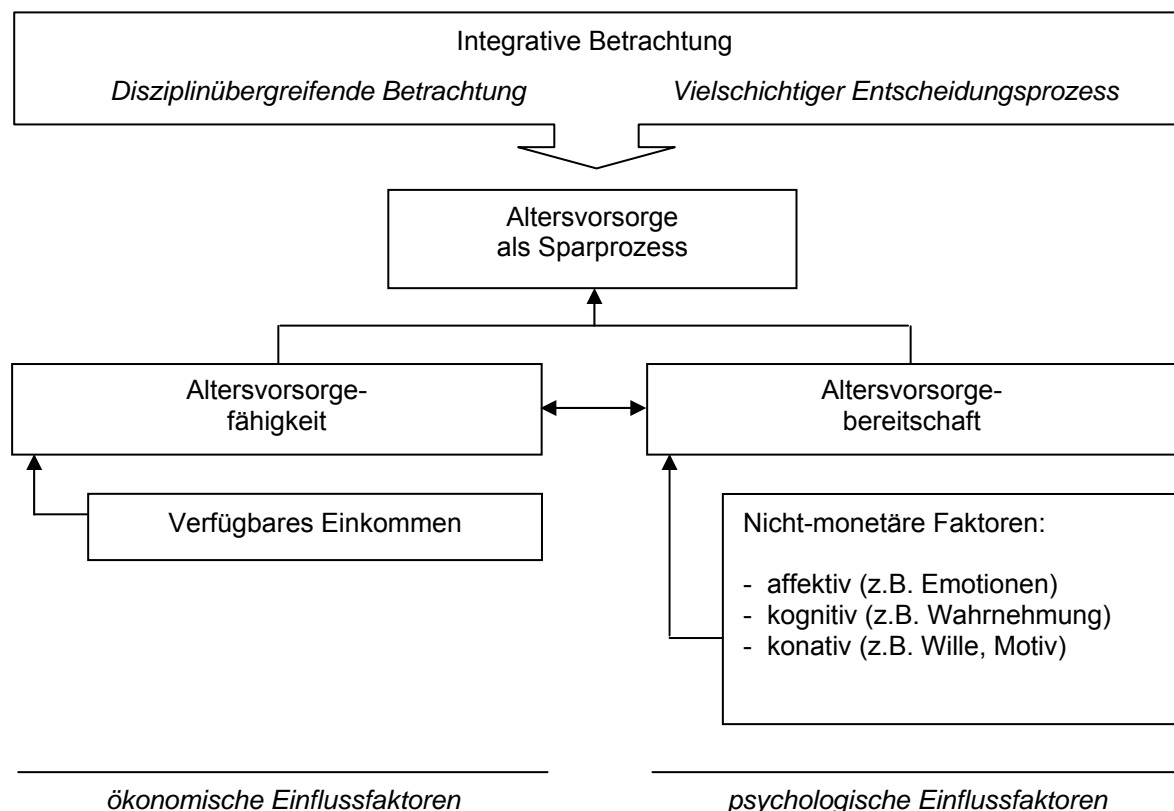 Integrative Betrachtung
Disziplinübergreifende Betrachtung Vielschichtiger Entscheidungsprozess
Altersvorsorge
als Sparprozess
Altersvorsorge-
fähigkeit
Altersvorsorge-
bereitschaft
Verfügbares Einkommen
Nicht-monetäre Faktoren:
- affektiv (z.B. Emotionen)
- kognitiv (z.B. Wahrnehmung)
- konativ (z.B. Wille, Motiv)
ökonomische Einflussfaktoren
psychologische Einflussfaktoren